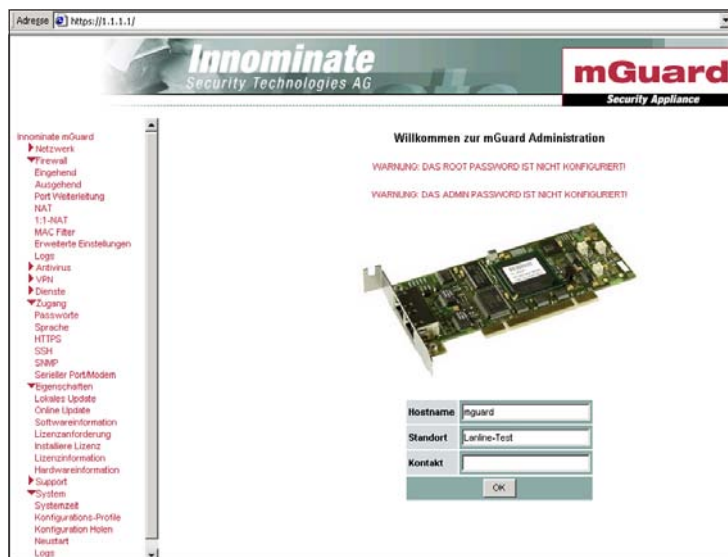 Adresse https://1.1.1.1/
Innominate
Security Technologies AG
mGuard
Security Appliance
Innominate mGuard
Netzwerk
Firewall
Eingehend
Ausgehend
Port Weiterleitung
NAT
1:1-NAT
MAC Filter
Erweiterte Einstellungen
Logs
Antivirus
VPN
Dienste
Zugang
Passworte
Sprache
HTTPS
SSH
SNMP
Serieller Port/Modem
Eigenschaften
Lokales Update
Online Update
Softwareinformation
Lizenzanforderung
Installiere Lizenz
Lizenzinformation
Hardwareinformation
Support
System
Systemzeit
Konfigurations-Profile
Konfiguration Holen
Neustart
Logs
Willkommen zur mGuard Administration
WARNUNG: DAS ROOT PASSWORD IST NICHT KONFIGURIERT!
WARNUNG: DAS ADMIN PASSWORD IST NICHT KONFIGURIERT!
Hostname mguard
Standort Lanline-Test
Kontakt
OK